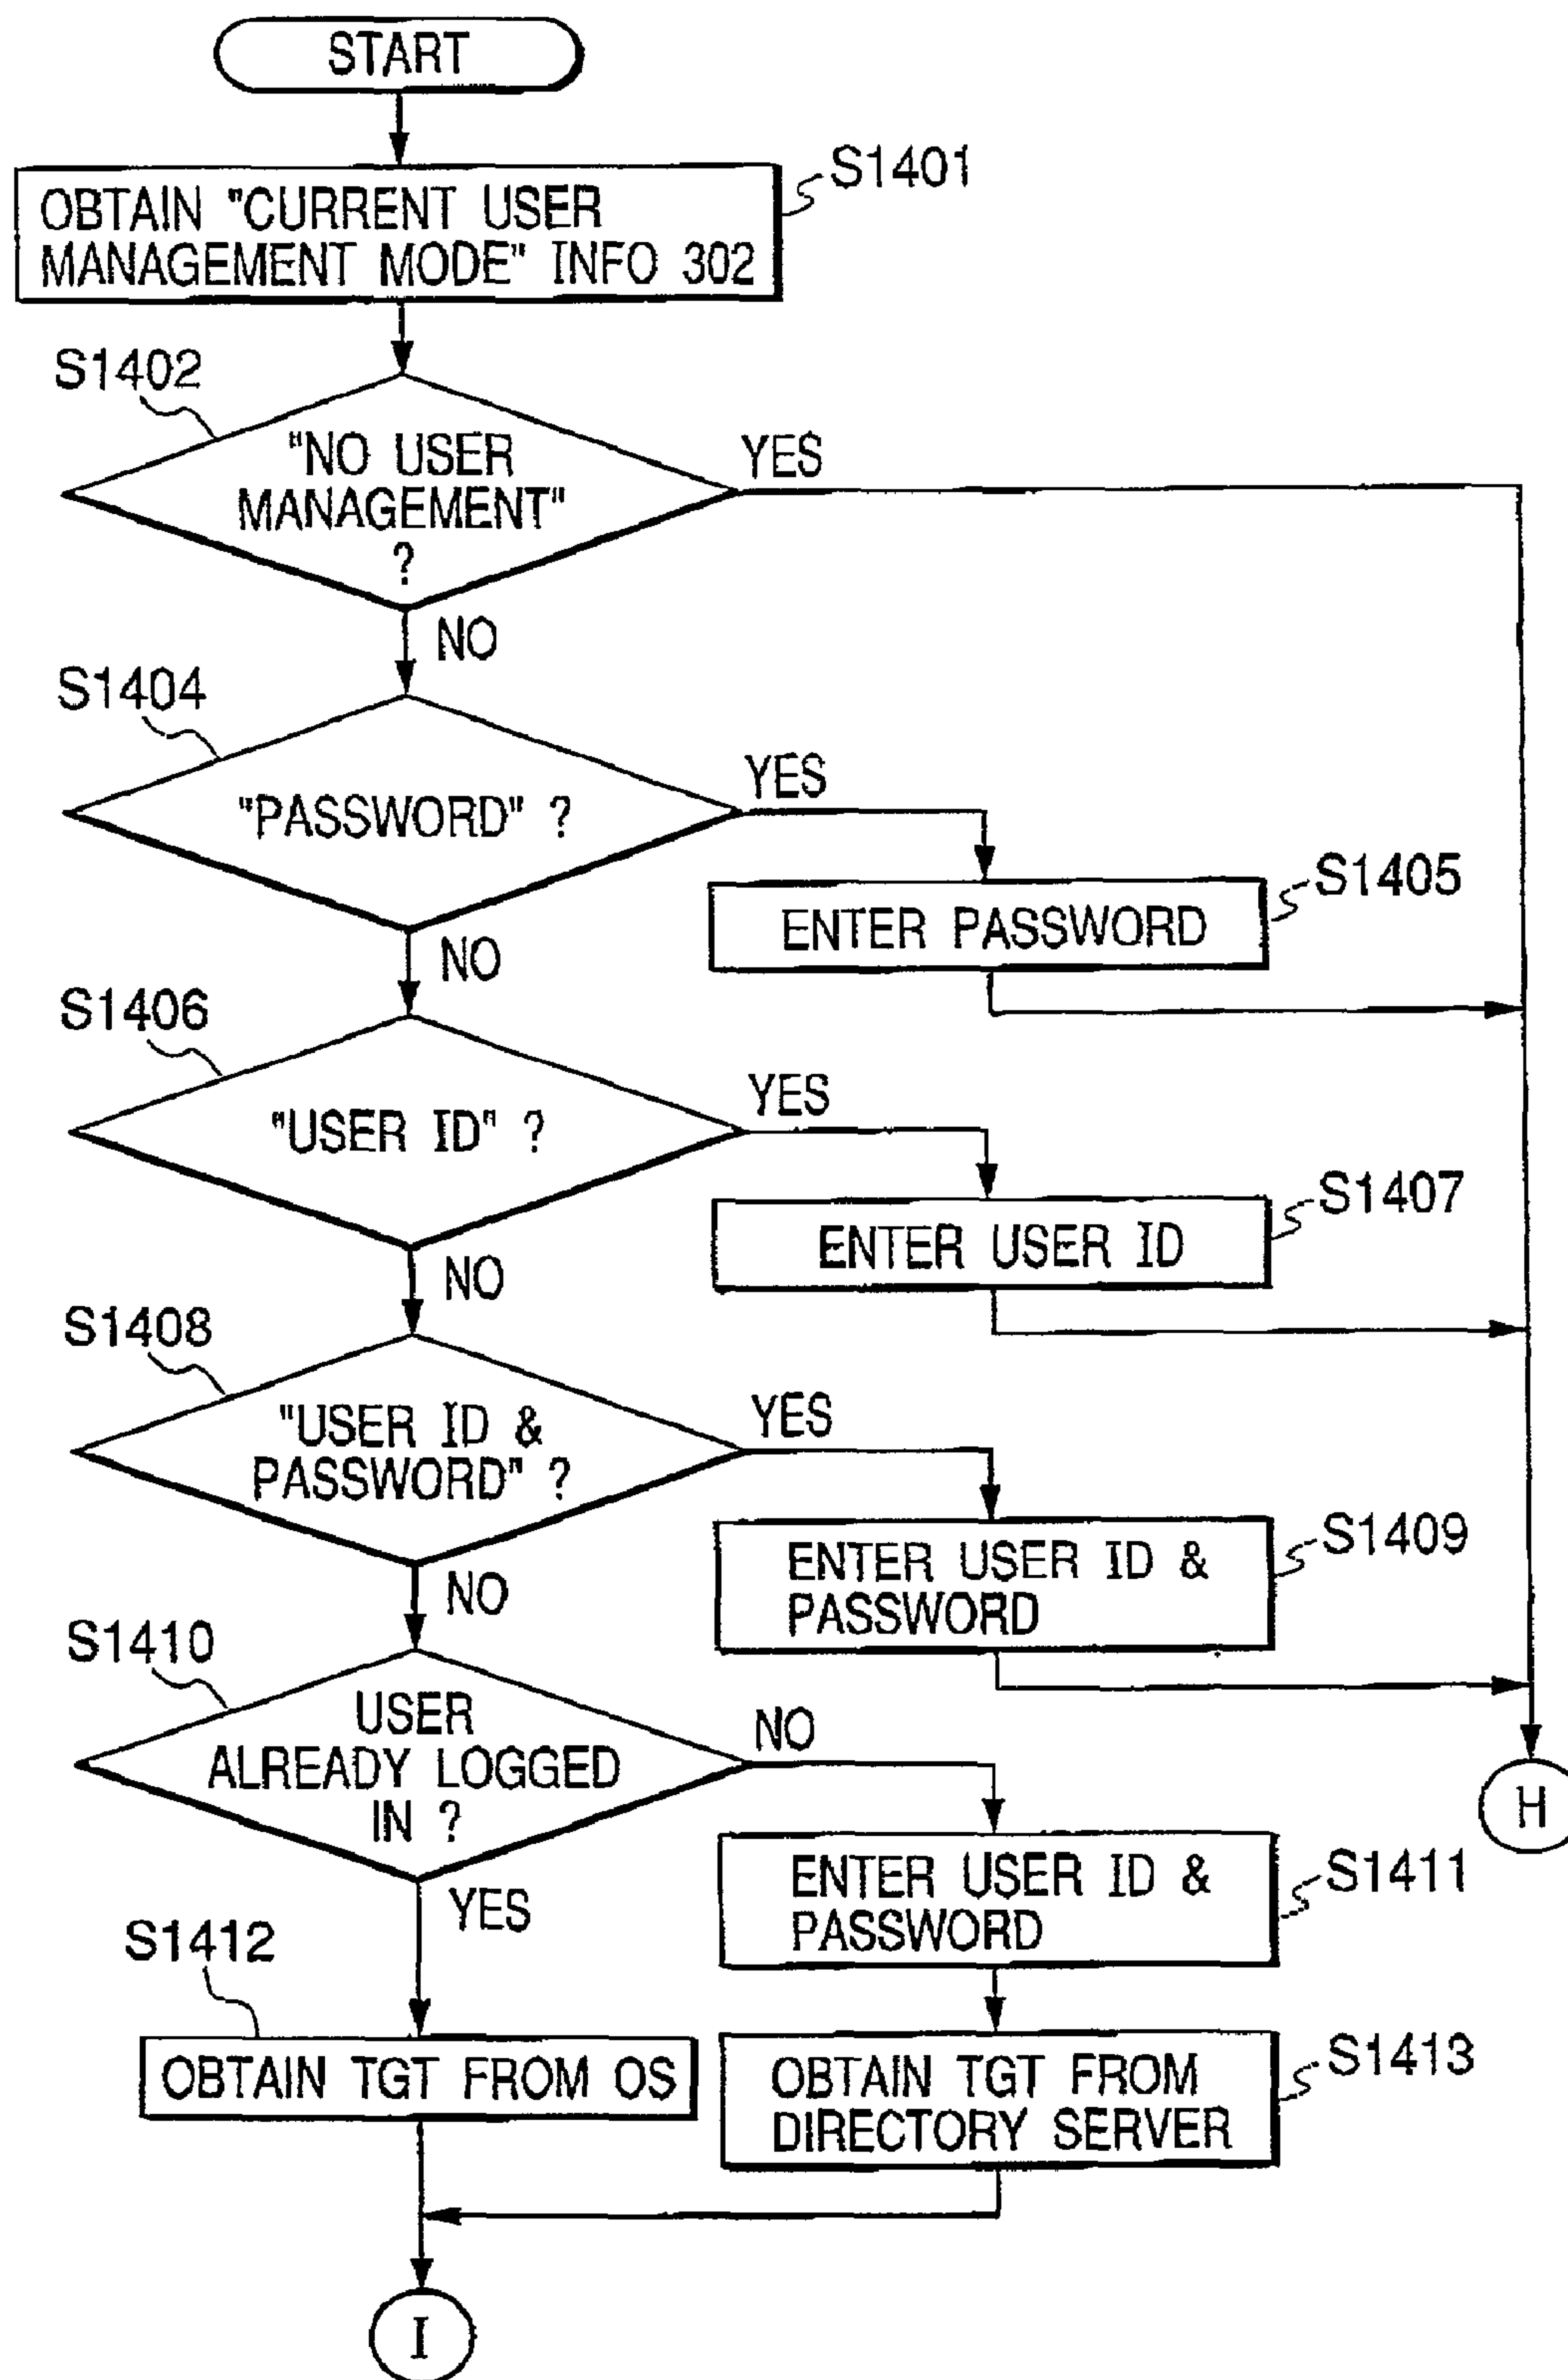 START
S1401
OBTAIN "CURRENT USER
MANAGEMENT MODE" INFO 302
S1402
"NO USER
MANAGEMENT"
?
YES
NO
S1404
"PASSWORD" ?
YES
S1405
ENTER PASSWORD
NO
S1406
"USER ID" ?
YES
S1407
ENTER USER ID
NO
S1408
"USER ID &
PASSWORD" ?
YES
S1409
ENTER USER ID &
PASSWORD
NO
S1410
USER
ALREADY LOGGED
IN ?
NO
H
S1411
ENTER USER ID &
PASSWORD
YES
S1412
OBTAIN TGT FROM OS
S1413
OBTAIN TGT FROM
DIRECTORY SERVER
I